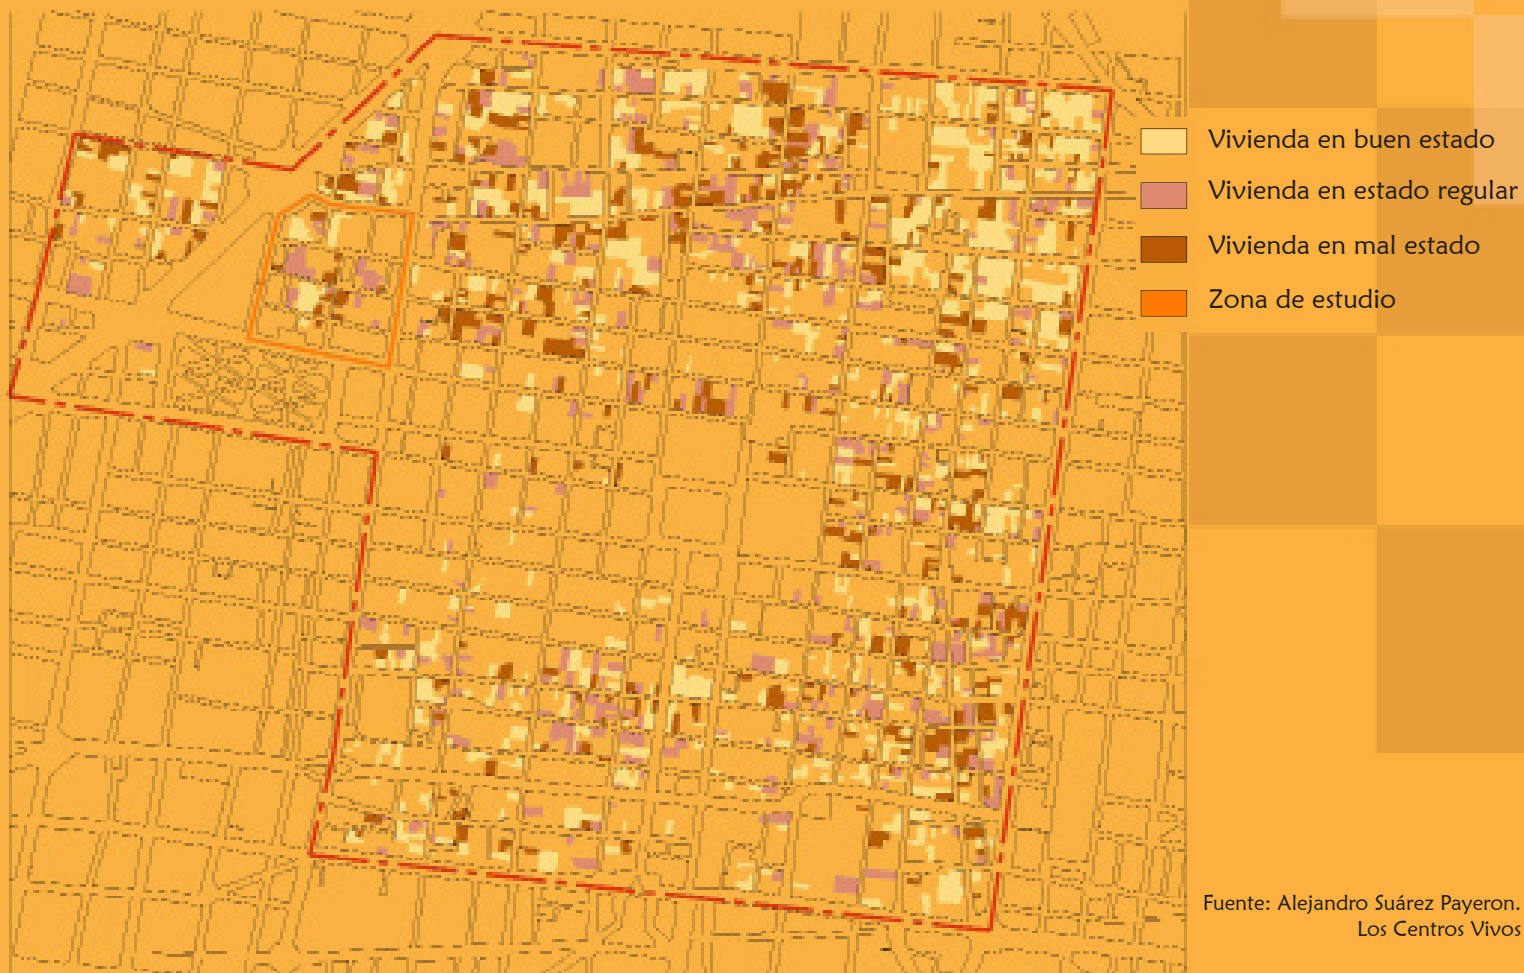 Vivienda en buen estado
Vivienda en estado regular
Vivienda en mal estado
Zona de estudio
Fuente: Alejandro Suárez Payeron.
Los Centros Vivos